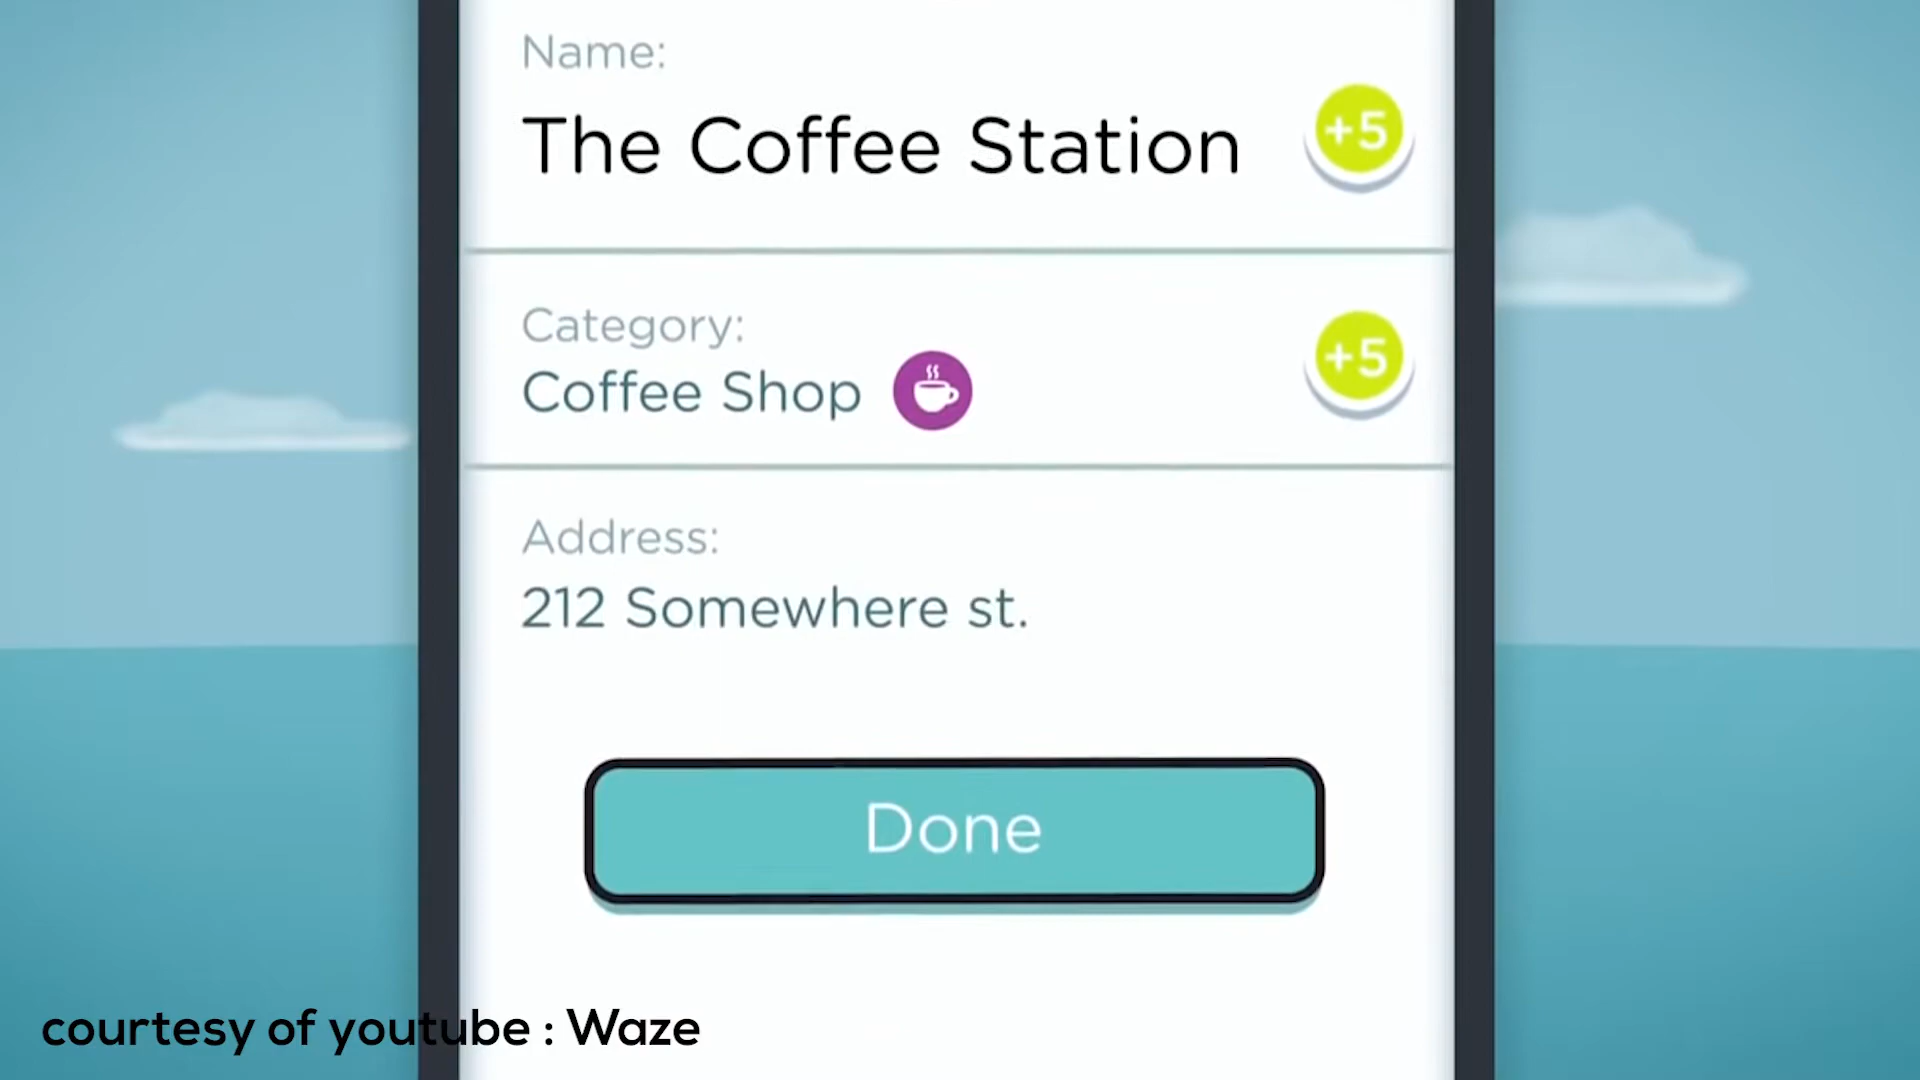 Name:
The Coffee Station
+5
Category:
Coffee Shop
+5
Address:
212 Somewhere st.
Done
courtesy of youtube : Waze